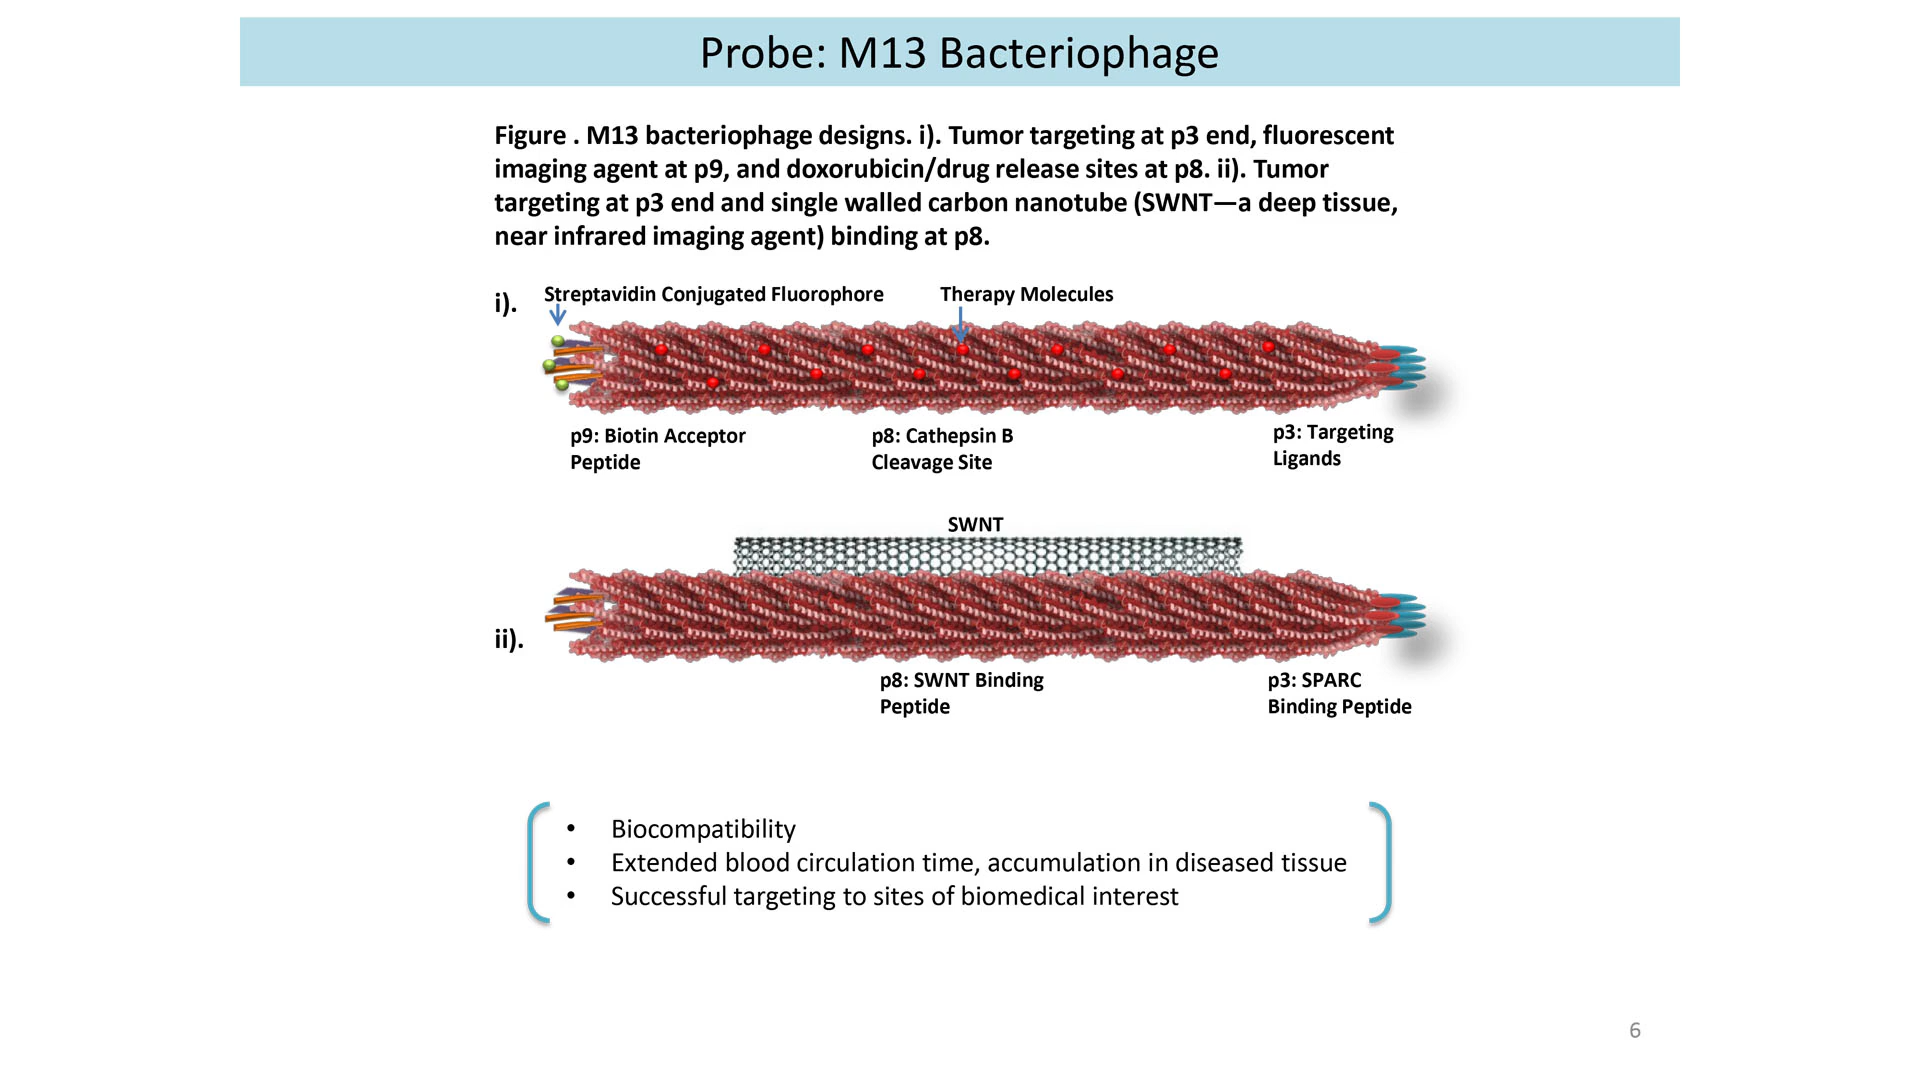 Probe: M13 Bacteriophage
Figure . M13 bacteriophage designs. i). Tumor targeting at p3 end, fluorescent
imaging agent at p9, and doxorubicin/drug release sites at p8. ii). Tumor
targeting at p3 end and single walled carbon nanotube (SWNT—a deep tissue,
near infrared imaging agent) binding at p8.
i).
Streptavidin Conjugated Fluorophore
Therapy Molecules
p9: Biotin Acceptor
Peptide
p8: Cathepsin B
Cleavage Site
p3: Targeting
Ligands
SWNT
ii).
p8: SWNT Binding
Peptide
p3: SPARC
Binding Peptide
• Biocompatibility
• Extended blood circulation time, accumulation in diseased tissue
• Successful targeting to sites of biomedical interest
6